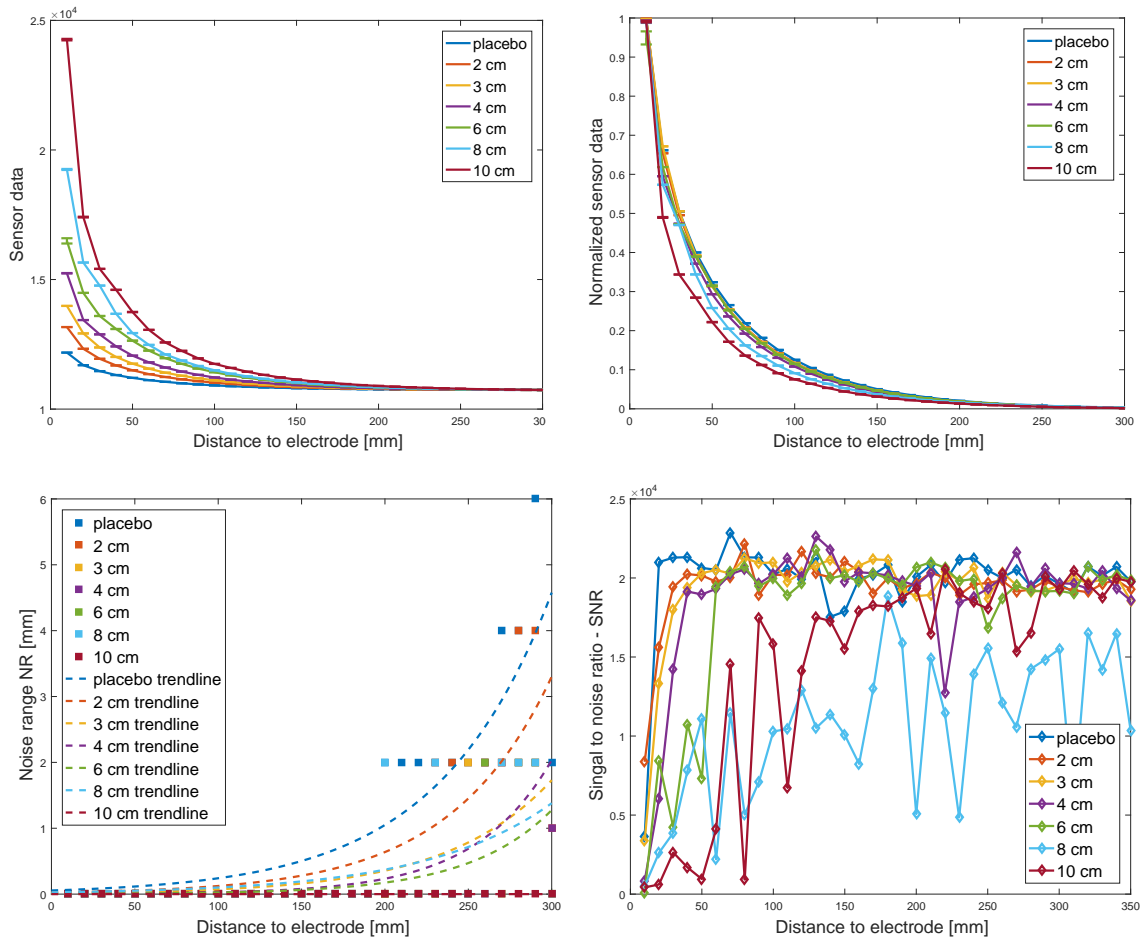 ×10⁴
2.5
2
1.5
1
Sensor data
0 50 100 150 200 250 300
Distance to electrode [mm]
placebo
2 cm
3 cm
4 cm
6 cm
8 cm
10 cm
1
0.9
0.8
0.7
0.6
0.5
0.4
0.3
0.2
0.1
0
Normalized sensor data
0 50 100 150 200 250 300
Distance to electrode [mm]
placebo
2 cm
3 cm
4 cm
6 cm
8 cm
10 cm
6
5
4
3
2
1
0
Noise range NR [mm]
0 50 100 150 200 250 300
Distance to electrode [mm]
placebo
2 cm
3 cm
4 cm
6 cm
8 cm
10 cm
placebo trendline
2 cm trendline
3 cm trendline
4 cm trendline
6 cm trendline
8 cm trendline
10 cm trendline
×10⁴
2.5
2
1.5
1
0.5
0
Singal to noise ratio - SNR
0 50 100 150 200 250 300 350
Distance to electrode [mm]
placebo
2 cm
3 cm
4 cm
6 cm
8 cm
10 cm